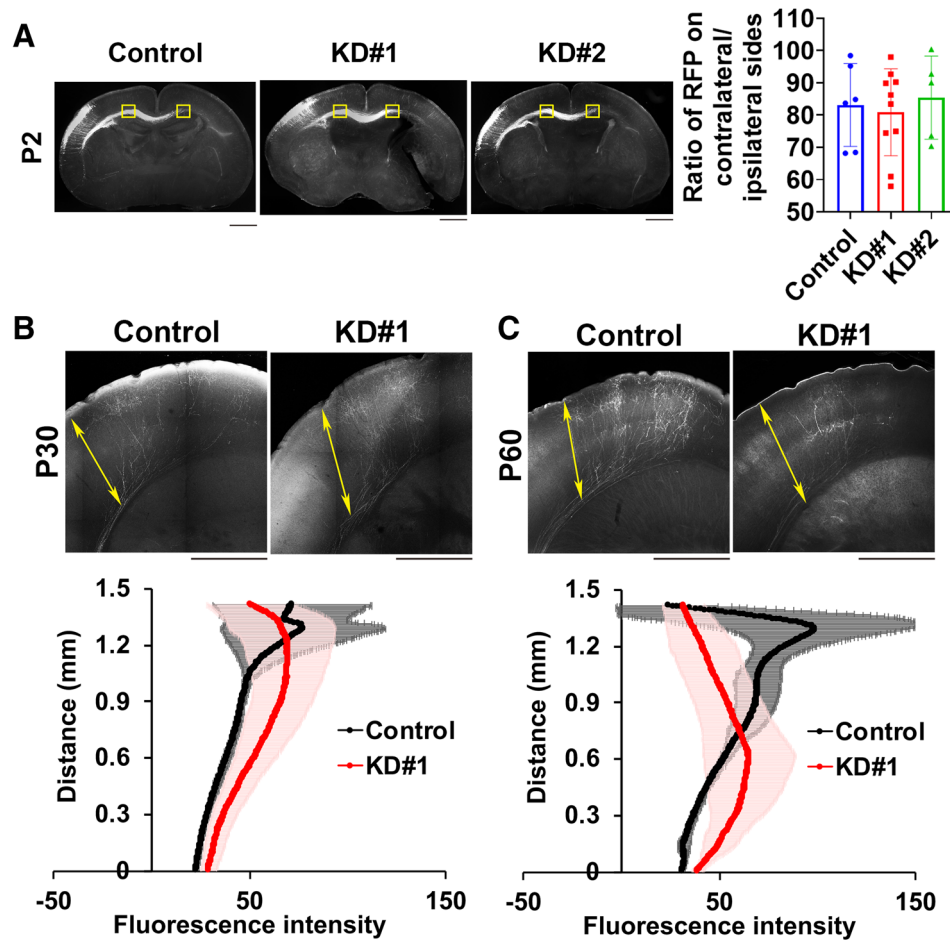 A
Control
KD#1
KD#2
P2
Ratio of RFP on
contralateral/
ipsilateral sides
110
100
90
80
70
60
50
Control
KD#1
KD#2
B
Control
KD#1
P30
1.5
1.2
0.9
0.6
0.3
0
Distance (mm)
Control
KD#1
-50
50
150
Fluorescence intensity
C
Control
KD#1
P60
1.5
1.2
0.9
0.6
0.3
0
Distance (mm)
Control
KD#1
-50
50
150
Fluorescence intensity